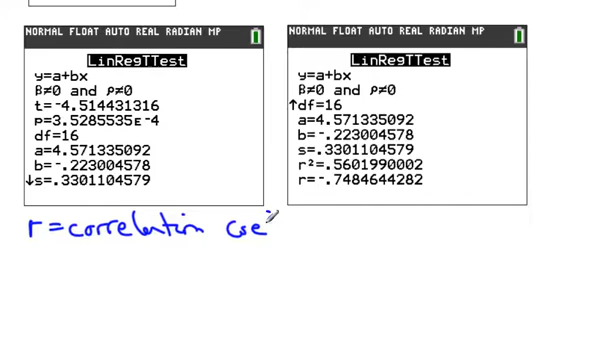 NORMAL FLOAT AUTO REAL RADIAN MP
LinRegTTest
y=a+bx
β≠0 and ρ≠0
t=-4.514431316
p=3.5285535E-4
df=16
a=4.571335092
b=-.223004578
↓s=.3301104579
NORMAL FLOAT AUTO REAL RADIAN MP
LinRegTTest
y=a+bx
β≠0 and ρ≠0
↑df=16
a=4.571335092
b=-.223004578
s=.3301104579
r²=.5601990002
r=-.7484644282
r = correlation coe